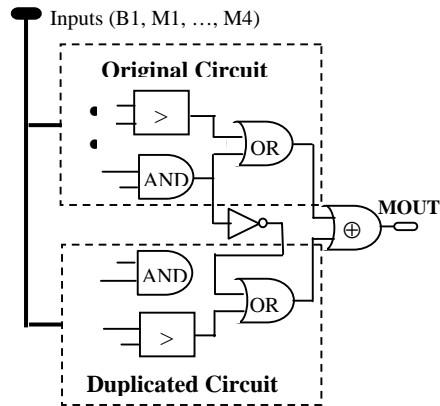 Inputs (B1, M1, …, M4)
Original Circuit
>
OR
AND
MOUT
⊕
AND
OR
>
Duplicated Circuit